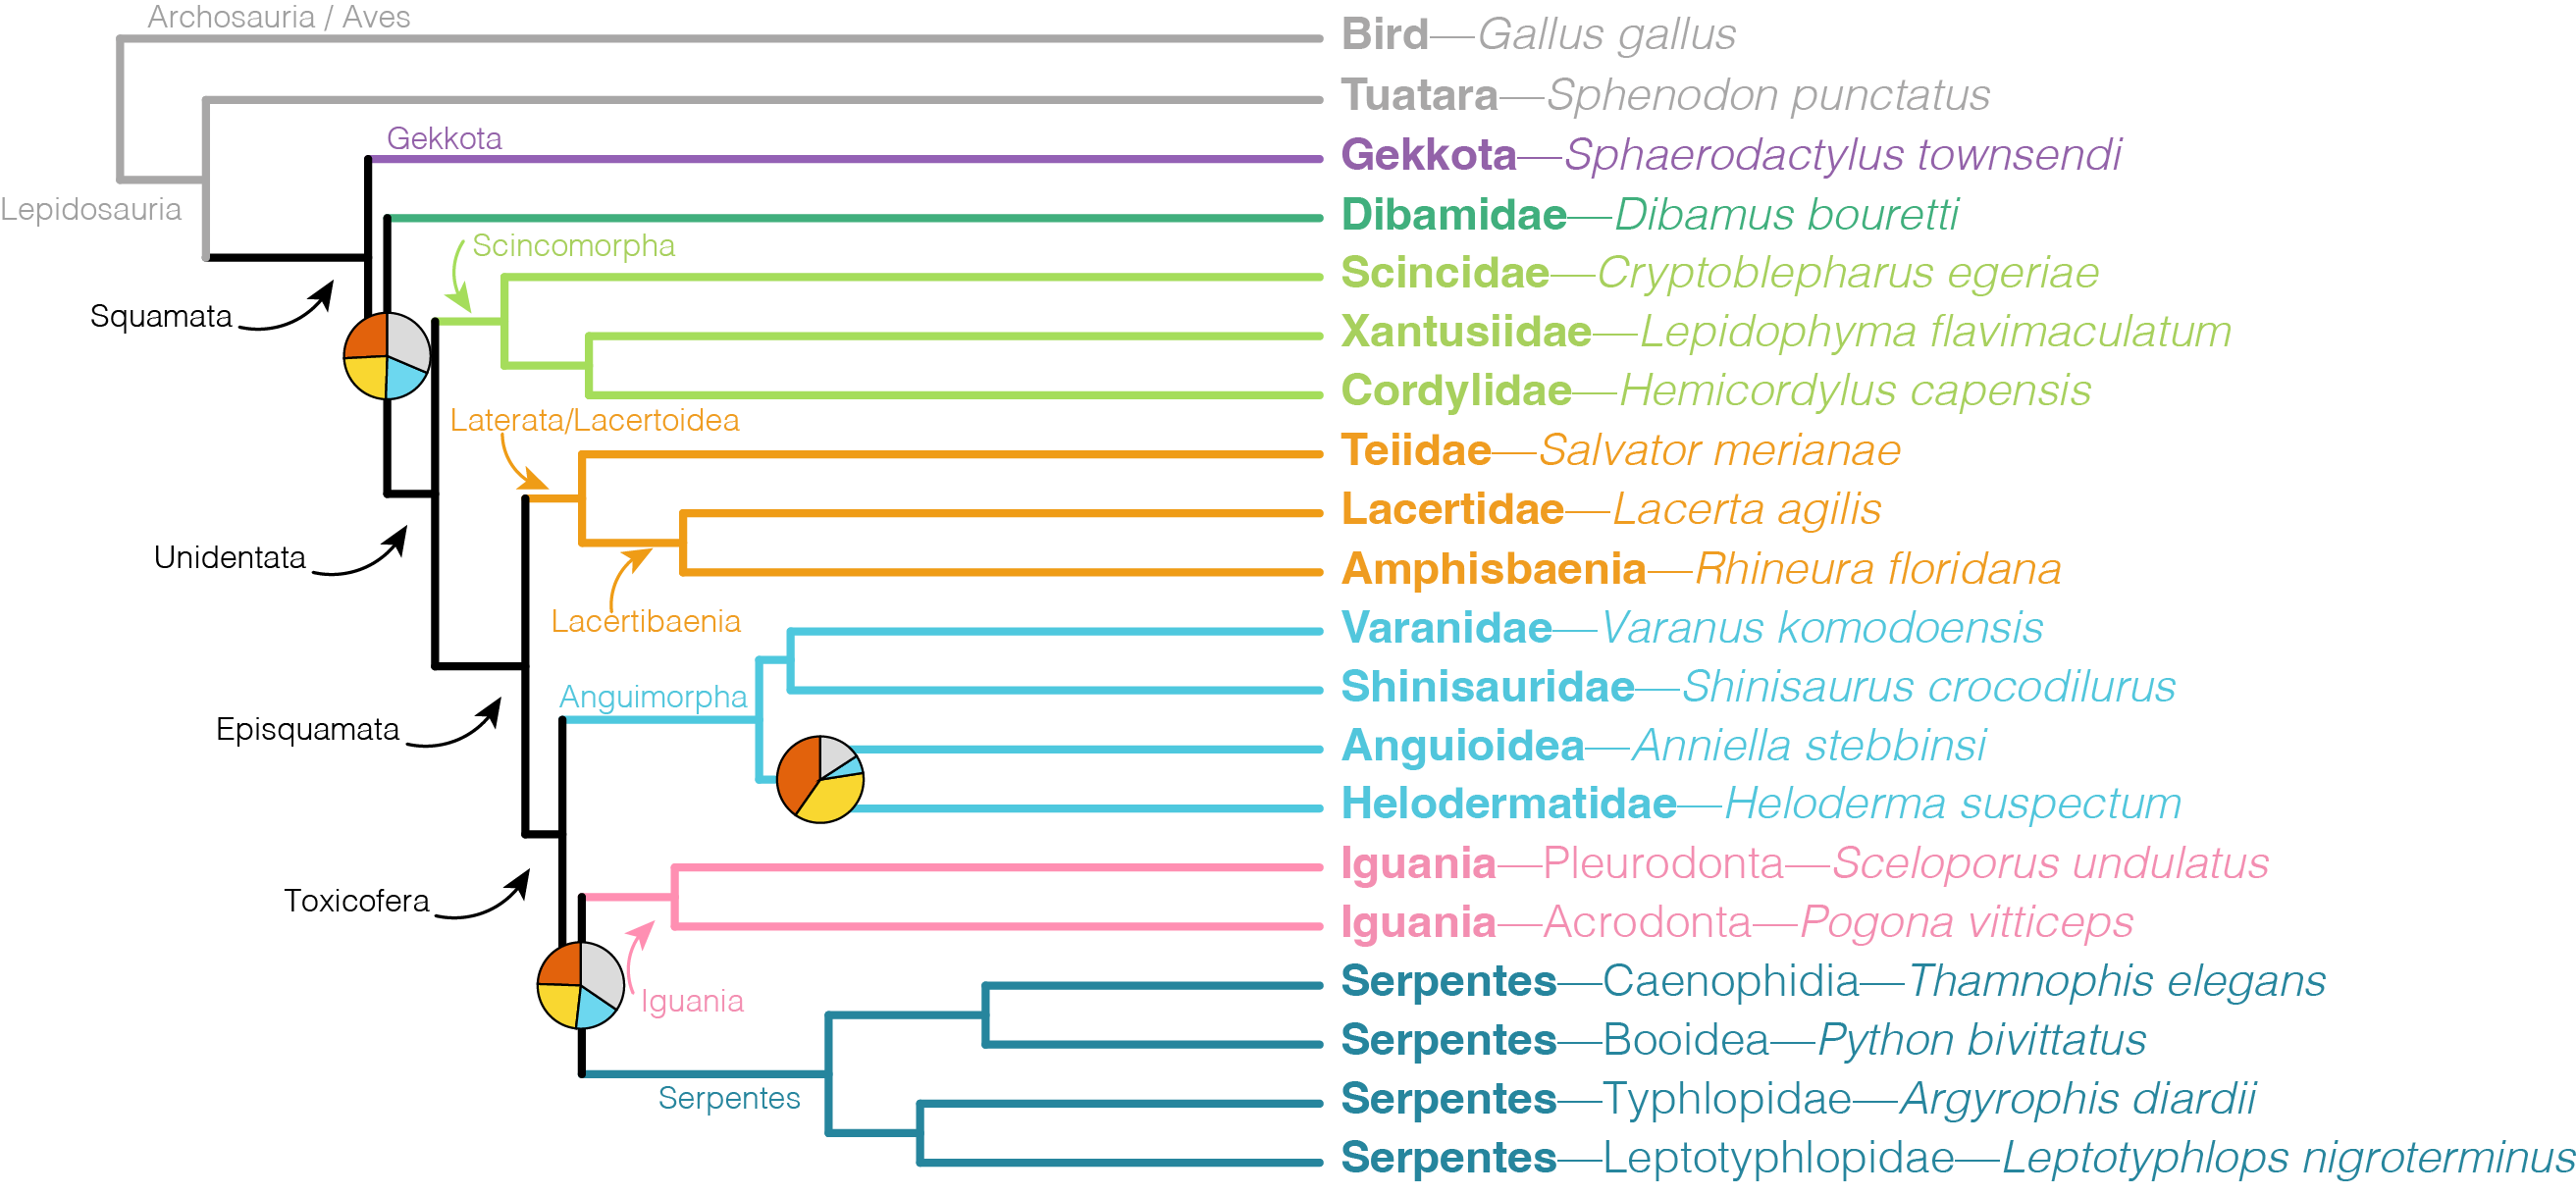 Archosauria / Aves
Bird—Gallus gallus
Tuatara—Sphenodon punctatus
Gekkota
Gekkota—Sphaerodactylus townsendi
Lepidosauria
Dibamidae—Dibamus bouretti
Scincomorpha
Scincidae—Cryptoblepharus egeriae
Squamata
Xantusiidae—Lepidophyma flavimaculatum
Cordylidae—Hemicordylus capensis
Laterata/Lacertoidea
Teiidae—Salvator merianae
Lacertidae—Lacerta agilis
Unidentata
Amphisbaenia—Rhineura floridana
Lacertibaenia
Varanidae—Varanus komodoensis
Anguimorpha
Shinisauridae—Shinisaurus crocodilurus
Episquamata
Anguioidea—Anniella stebbinsi
Helodermatidae—Heloderma suspectum
Iguania—Pleurodonta—Sceloporus undulatus
Toxicofera
Iguania—Acrodonta—Pogona vitticeps
Iguania
Serpentes—Caenophidia—Thamnophis elegans
Serpentes—Booidea—Python bivittatus
Serpentes
Serpentes—Typhlopidae—Argyrophis diardii
Serpentes—Leptotyphlopidae—Leptotyphlops nigroterminus